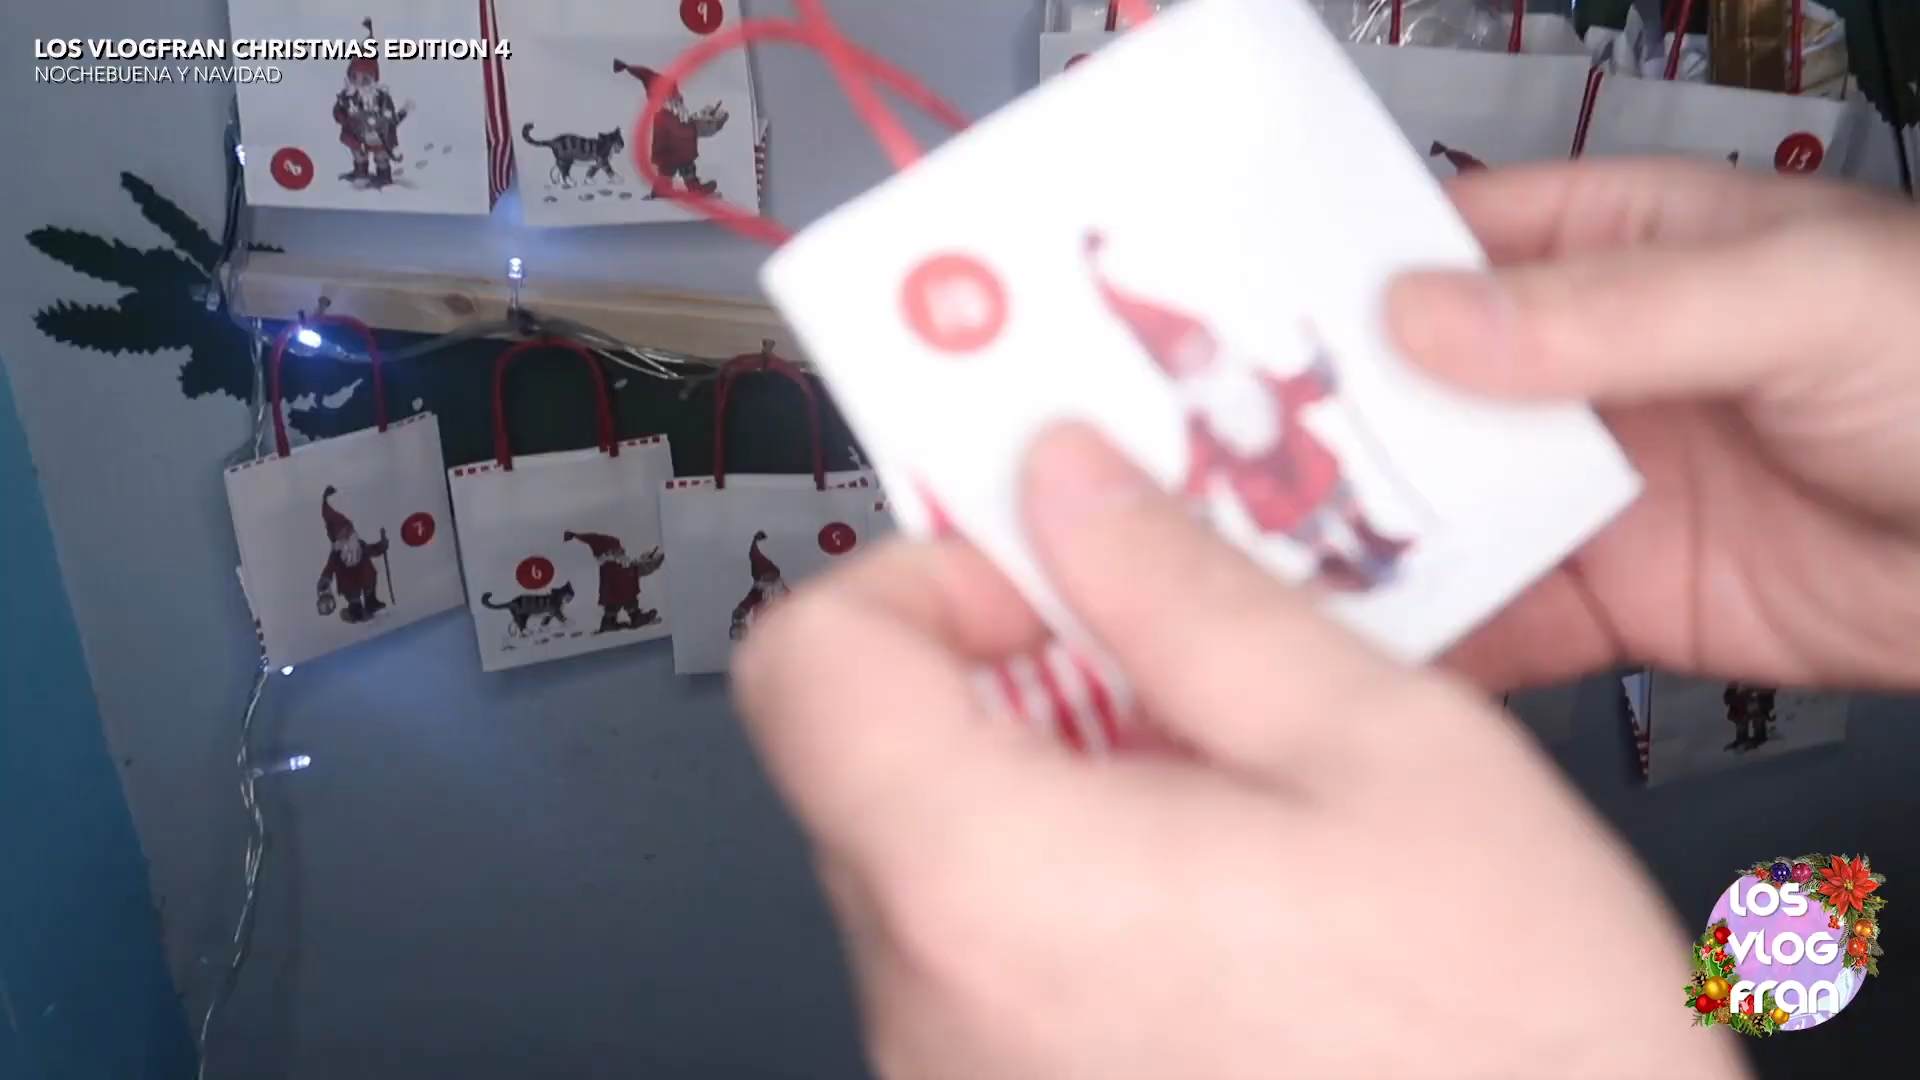 LOS VLOGFRAN CHRISTMAS EDITION 4
NOCHEBUENA Y NAVIDAD
9
8
13
7
6
5
LOS
VLOG
fran